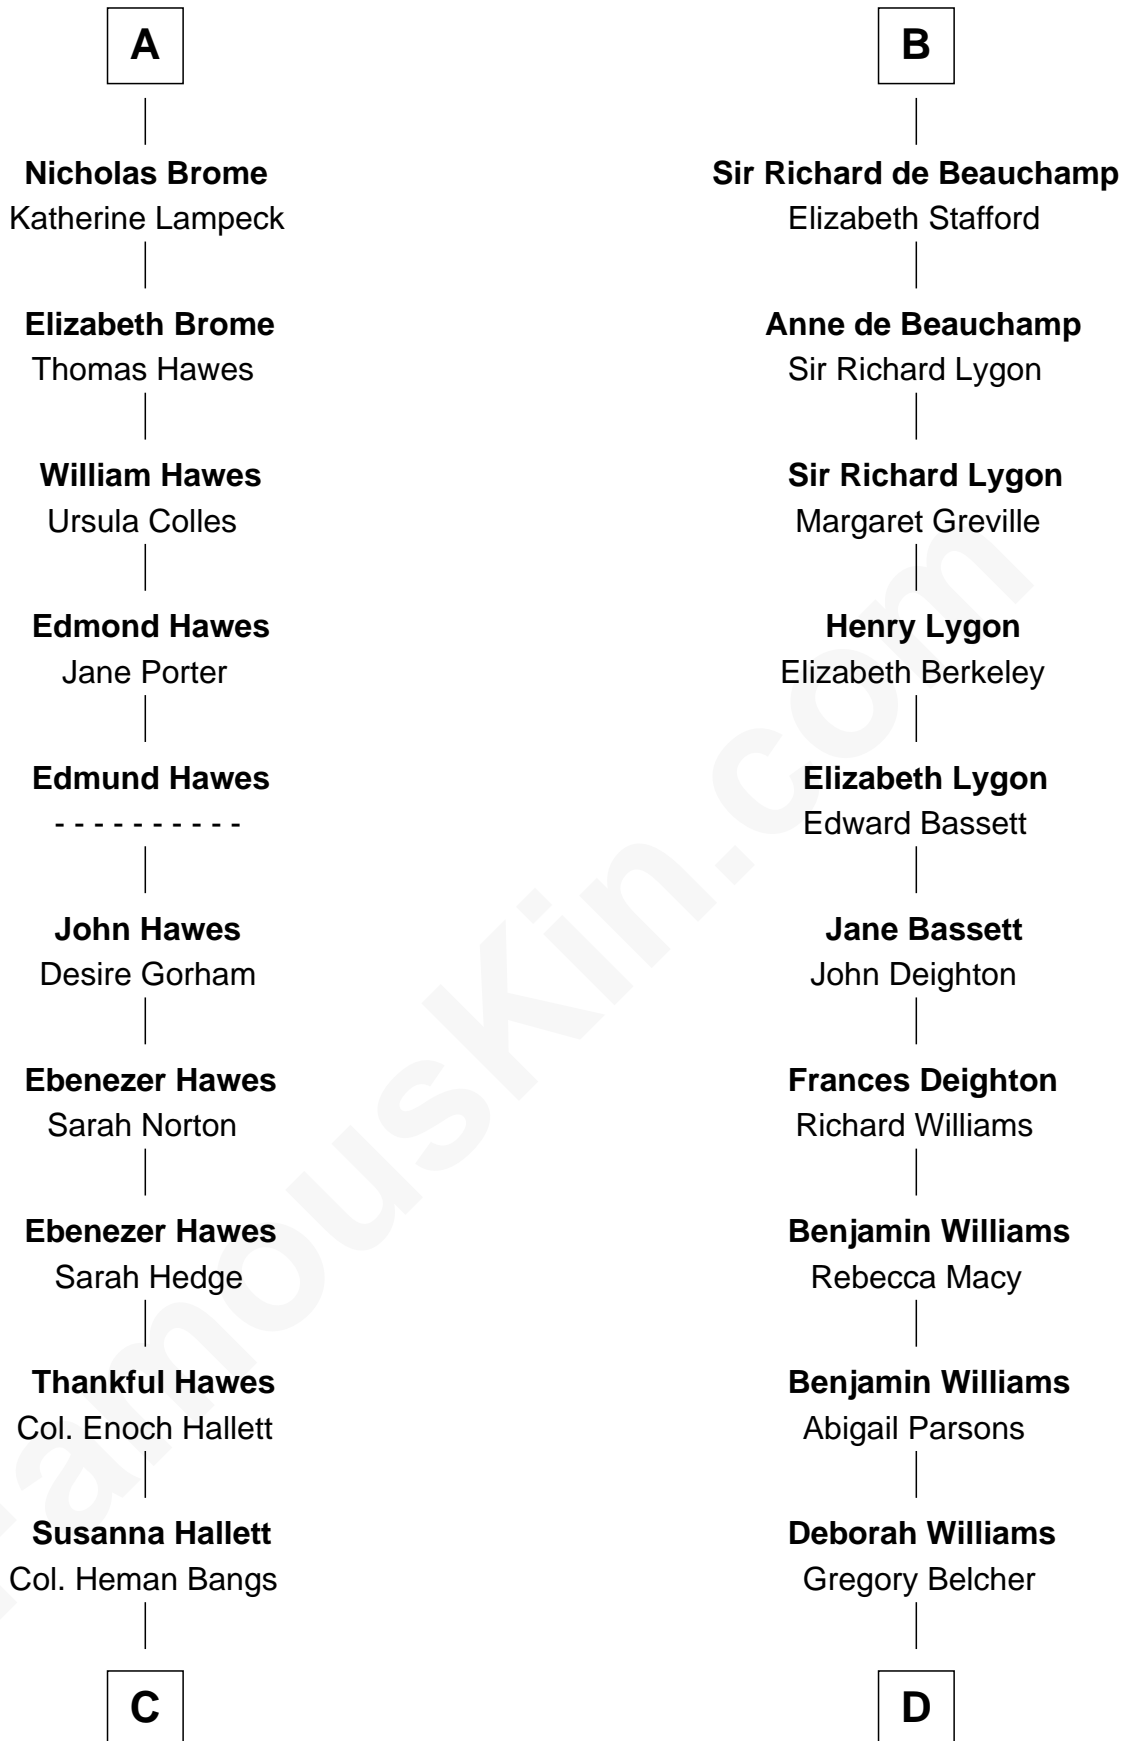 A
Nicholas Brome
Katherine Lampeck
Elizabeth Brome
Thomas Hawes
William Hawes
Ursula Colles
Edmond Hawes
Jane Porter
Edmund Hawes
- - - - - - - - - -
John Hawes
Desire Gorham
Ebenezer Hawes
Sarah Norton
Ebenezer Hawes
Sarah Hedge
Thankful Hawes
Col. Enoch Hallett
Susanna Hallett
Col. Heman Bangs
C
B
Sir Richard de Beauchamp
Elizabeth Stafford
Anne de Beauchamp
Sir Richard Lygon
Sir Richard Lygon
Margaret Greville
Henry Lygon
Elizabeth Berkeley
Elizabeth Lygon
Edward Bassett
Jane Bassett
John Deighton
Frances Deighton
Richard Williams
Benjamin Williams
Rebecca Macy
Benjamin Williams
Abigail Parsons
Deborah Williams
Gregory Belcher
D
FamousKin.com